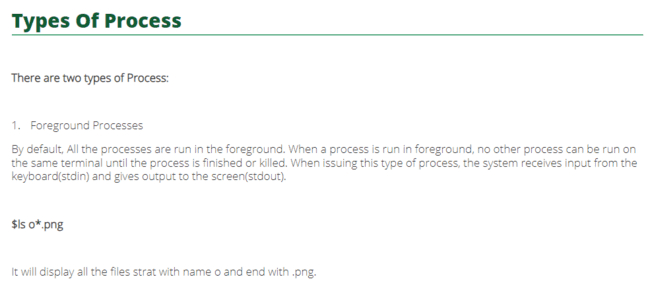 Types Of Process
There are two types of Process:
1. Foreground Processes
By default, All the processes are run in the foreground. When a process is run in foreground, no other process can be run on
the same terminal until the process is finished or killed. When issuing this type of process, the system receives input from the
keyboard(stdin) and gives output to the screen(stdout).
$ls o*.png
It will display all the files strat with name o and end with .png.